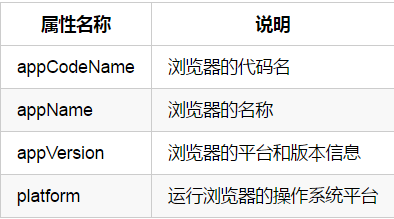 属性名称 说明
appCodeName 浏览器的代码名
appName 浏览器的名称
appVersion 浏览器的平台和版本信息
platform 运行浏览器的操作系统平台